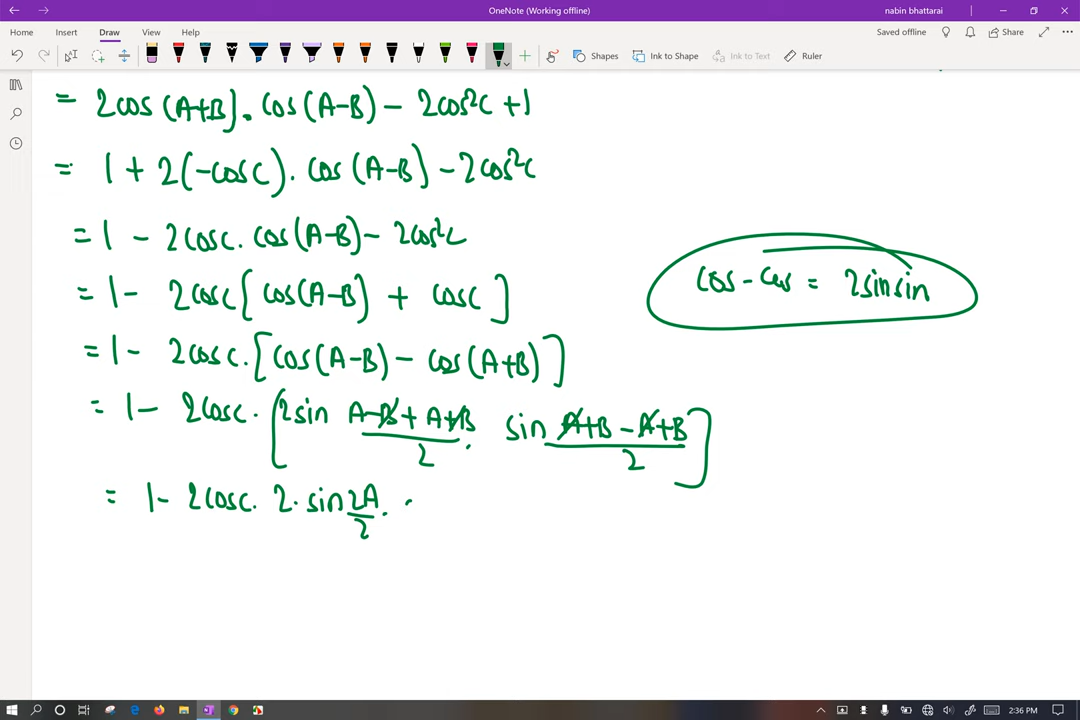 OneNote (Working offline)
nabin bhattarai
Home Insert Draw View Help
Saved offline
Share
Shapes Ink to Shape Ink to Text Ruler
= 2cos (A+B). cos (A-B) - 2cos²C +1
= 1 + 2(-cosC). cos (A-B) - 2cos²C
= 1 - 2cosC. cos(A-B) - 2cos²C
= 1 - 2cosC [cos(A-B) + cosC]
cos - cos = 2sin sin
= 1 - 2cosC. [cos(A-B) - cos(A+B)]
= 1 - 2cosC. [2sin (A-B+A+B)/2 . sin (A+B-A+B)/2]
= 1 - 2cosC. 2. sin 2A/2 .
2:36 PM